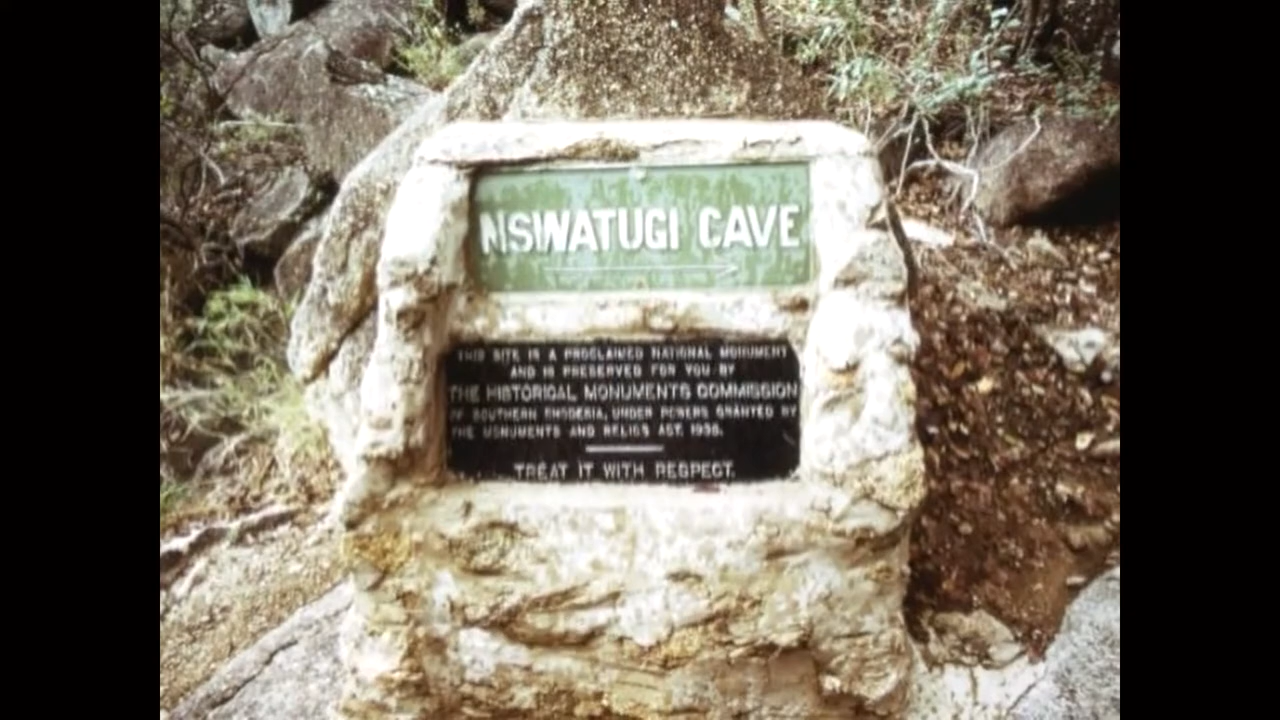 NSWATUGI CAVE
THIS SITE IS A PROCLAIMED NATIONAL MONUMENT
AND IS PRESERVED FOR YOU BY
THE HISTORICAL MONUMENTS COMMISSION
OF SOUTHERN RHODESIA, UNDER POWERS GRANTED BY
THE MONUMENTS AND RELICS ACT, 1936.
TREAT IT WITH RESPECT.